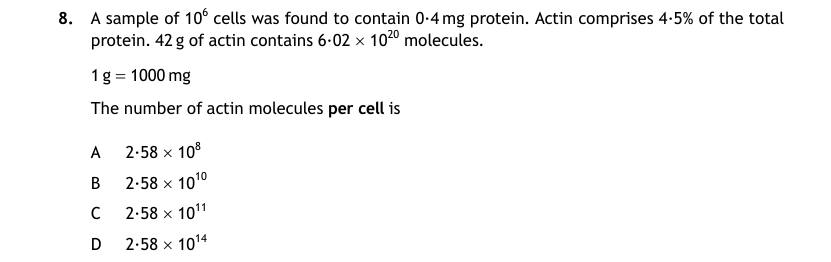 8. A sample of 10⁶ cells was found to contain 0·4 mg protein. Actin comprises 4·5% of the total
protein. 42 g of actin contains 6·02 × 10²⁰ molecules.
1 g = 1000 mg
The number of actin molecules per cell is
A 2·58 × 10⁸
B 2·58 × 10¹⁰
C 2·58 × 10¹¹
D 2·58 × 10¹⁴